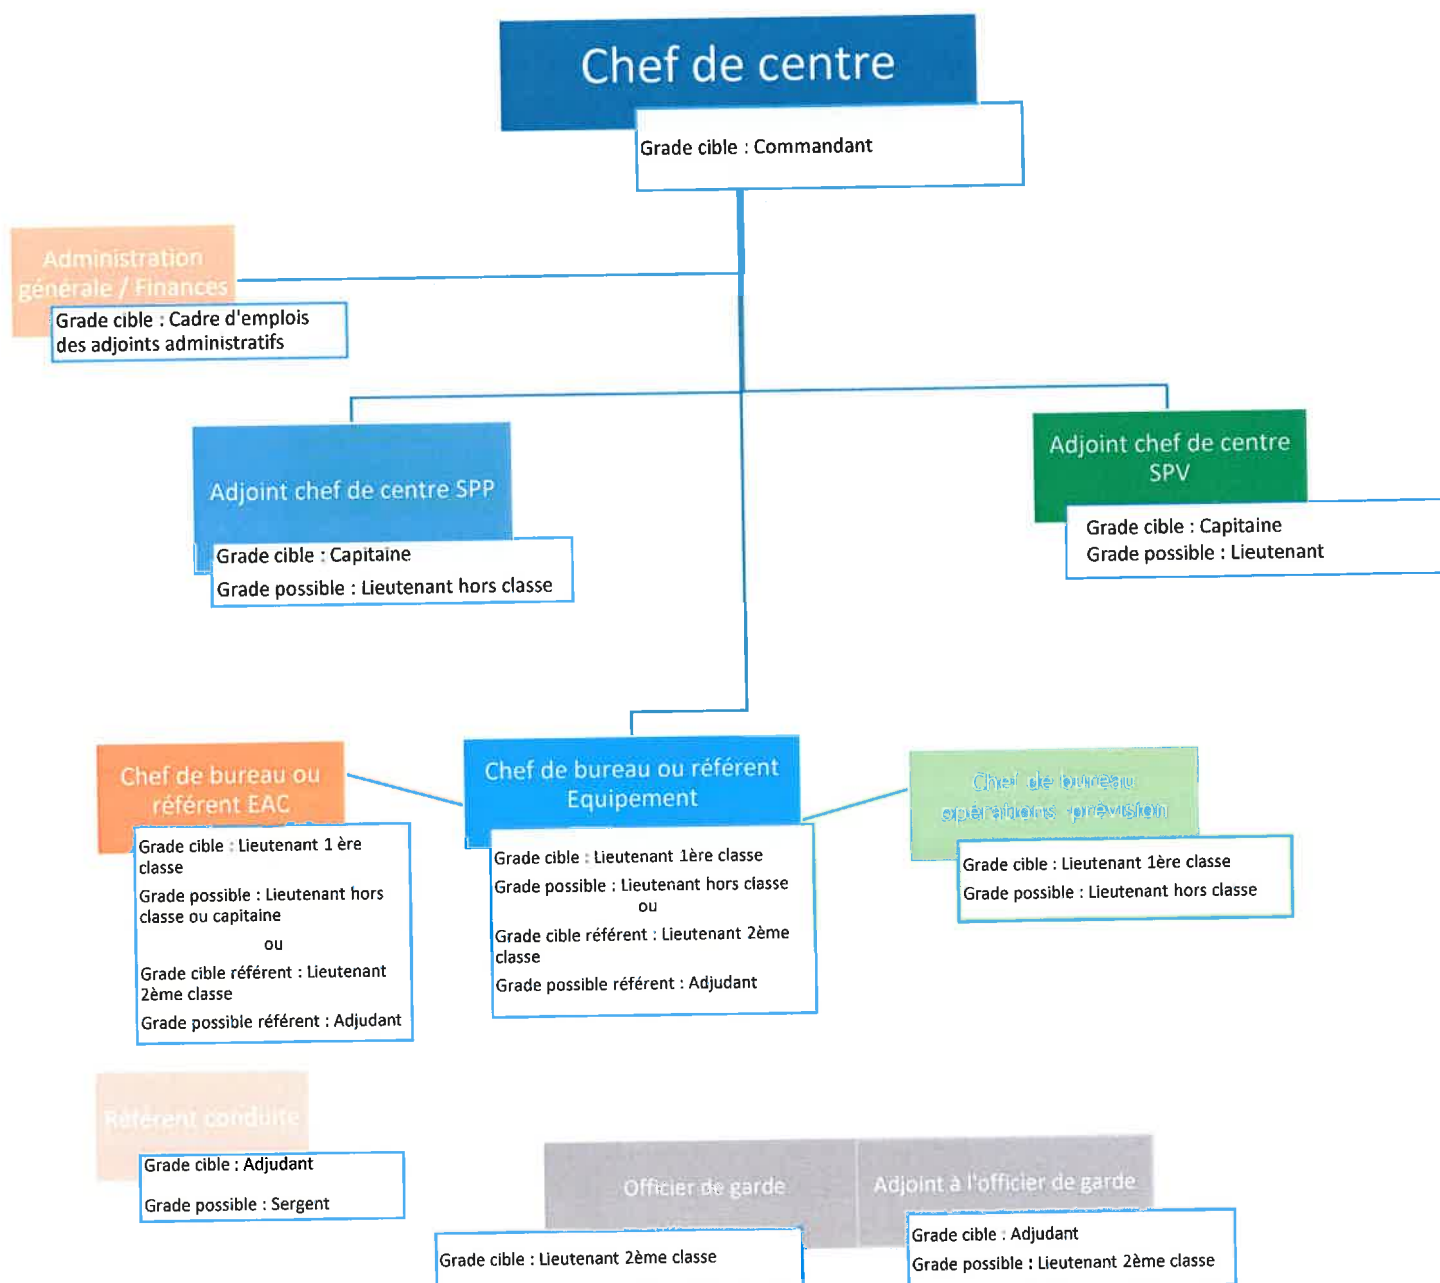 Chef de centre
Grade cible : Commandant
Administration
générale / Finances
Grade cible : Cadre d'emplois
des adjoints administratifs
Adjoint chef de centre SPP
Grade cible : Capitaine
Grade possible : Lieutenant hors classe
Adjoint chef de centre
SPV
Grade cible : Capitaine
Grade possible : Lieutenant
Chef de bureau ou
référent EAC
Grade cible : Lieutenant 1 ère
classe
Grade possible : Lieutenant hors
classe ou capitaine
ou
Grade cible référent : Lieutenant
2ème classe
Grade possible référent : Adjudant
Chef de bureau ou référent
Equipement
Grade cible : Lieutenant 1ère classe
Grade possible : Lieutenant hors classe
ou
Grade cible référent : Lieutenant 2ème
classe
Grade possible référent : Adjudant
Chef de bureau
opérations -prévision
Grade cible : Lieutenant 1ère classe
Grade possible : Lieutenant hors classe
Référent conduite
Grade cible : Adjudant
Grade possible : Sergent
Officier de garde
Grade cible : Lieutenant 2ème classe
Adjoint à l'officier de garde
Grade cible : Adjudant
Grade possible : Lieutenant 2ème classe